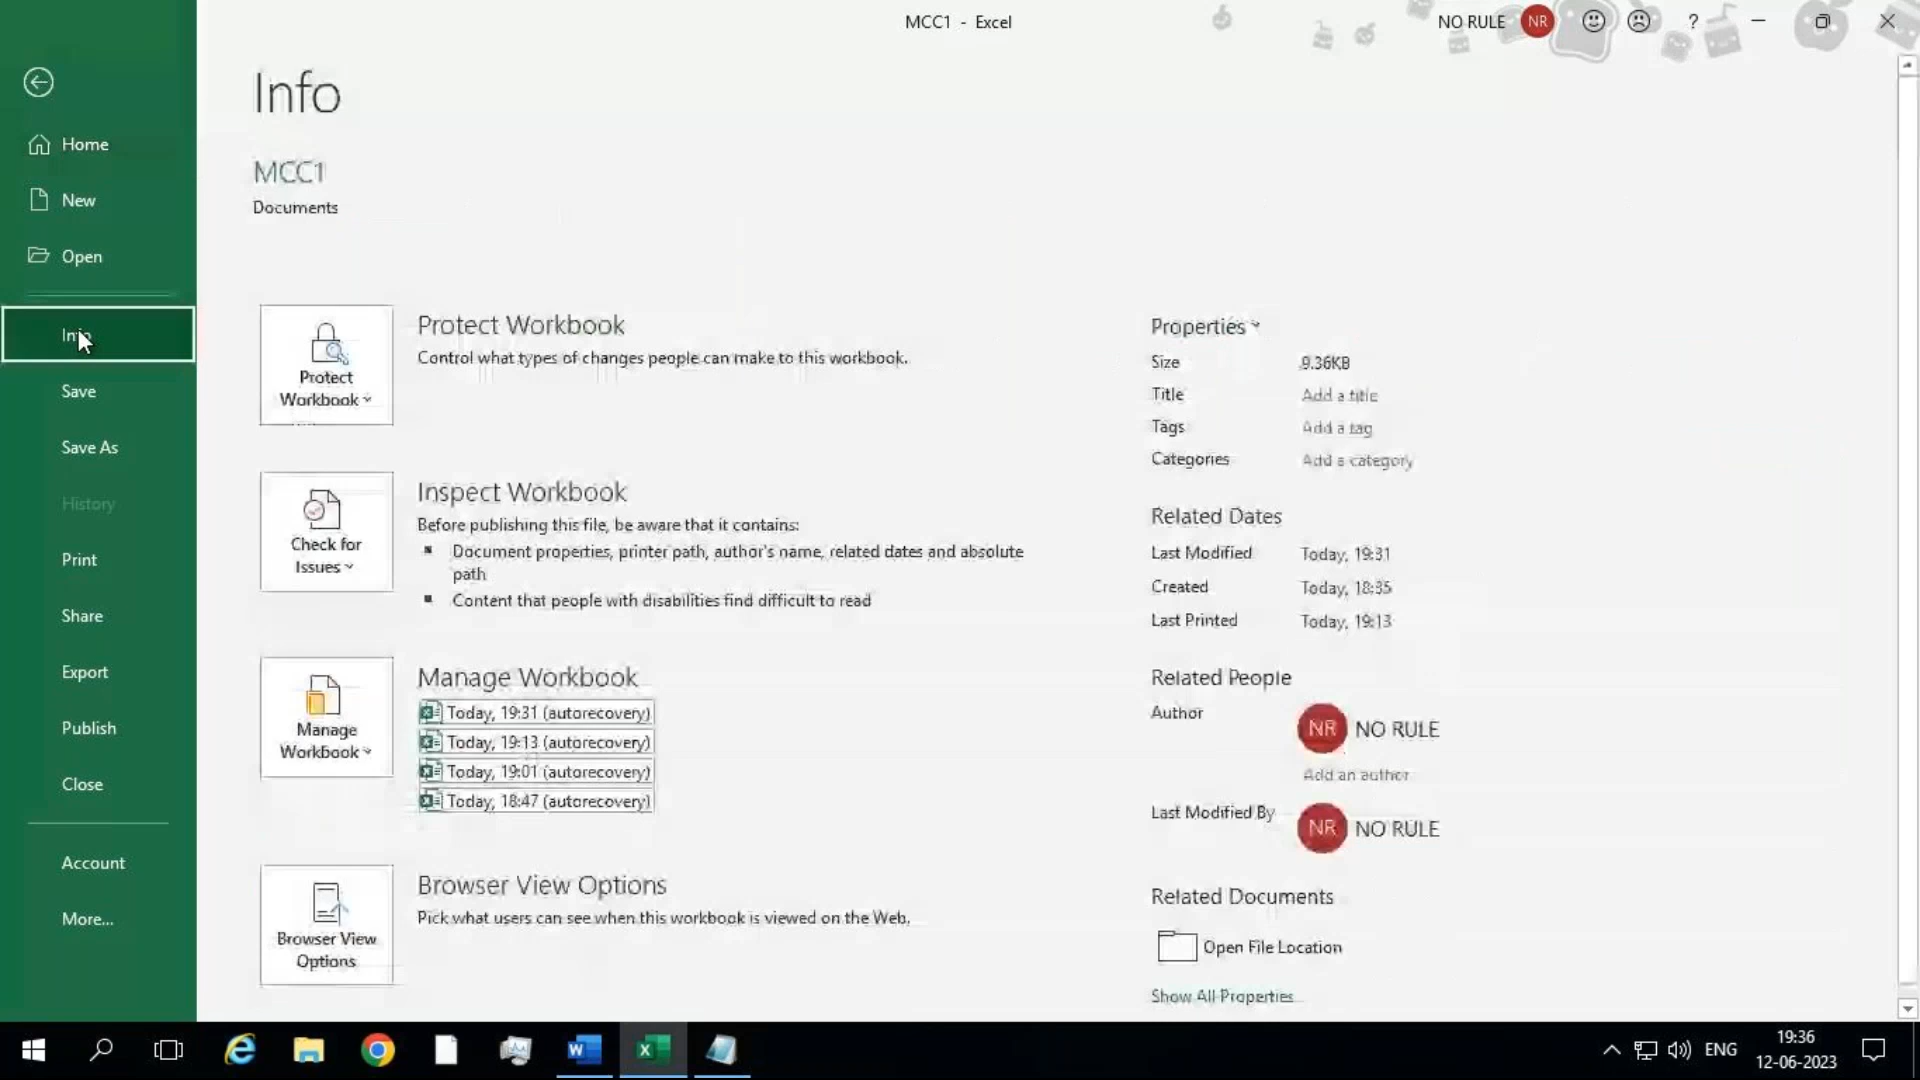 MCC1 - Excel
NO RULE NR ?
Info
MCC1
Documents
Home
New
Open
Info
Save
Save As
History
Print
Share
Export
Publish
Close
Account
More...
Protect Workbook
Protect Workbook
Control what types of changes people can make to this workbook.
Check for Issues
Inspect Workbook
Before publishing this file, be aware that it contains:
Document properties, printer path, author's name, related dates and absolute
path
Content that people with disabilities find difficult to read
Manage Workbook
Manage Workbook
Today, 19:31 (autorecovery)
Today, 19:13 (autorecovery)
Today, 19:01 (autorecovery)
Today, 18:47 (autorecovery)
Browser View Options
Browser View Options
Pick what users can see when this workbook is viewed on the Web.
Properties
Size 9.36KB
Title Add a title
Tags Add a tag
Categories Add a category
Related Dates
Last Modified Today, 19:31
Created Today, 18:35
Last Printed Today, 19:13
Related People
Author NR NO RULE
Add an author
Last Modified By NR NO RULE
Related Documents
Open File Location
Show All Properties
ENG
19:36
12-06-2023